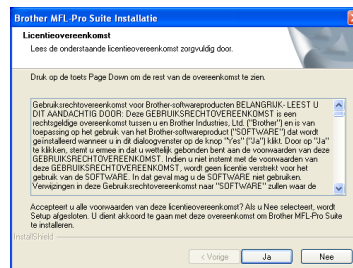 Brother MFL-Pro Suite Installatie
Licentieovereenkomst
Lees de onderstaande licentieovereenkomst zorgvuldig door.
Druk op de toets Page Down om de rest van de overeenkomst te zien.
Gebruiksrechtovereenkomst voor Brother-softwareproducten BELANGRIJK- LEEST U
DIT AANDACHTIG DOOR: Deze GEBRUIKSRECHTOVEREENKOMST is een
rechtsgeldige overeenkomst tussen u en Brother Industries, Ltd. ("Brother") en is van
toepassing op het gebruik van het Brother-softwareproduct ("SOFTWARE") dat wordt
geïnstalleerd wanneer u in dit dialoogvenster op de knop "Yes" ("Ja") klikt. Door op "Ja"
te klikken, stemt u ermee in dat u wettelijk gebonden bent aan de voorwaarden van deze
GEBRUIKSRECHTOVEREENKOMST. Indien u niet instemt met de voorwaarden van
deze GEBRUIKSRECHTOVEREENKOMST, wordt geen licentie verstrekt voor het
gebruik van de SOFTWARE. In dat geval mag u de SOFTWARE niet gebruiken.
Verwijzingen in deze Gebruiksrechtovereenkomst naar "SOFTWARE" zullen waar de
Accepteert u alle voorwaarden van deze licentieovereenkomst? Als u Nee selecteert, wordt
Setup afgesloten. U dient akkoord te gaan met deze overeenkomst om Brother MFL-Pro Suite
te installeren.
InstallShield
< Vorige Ja Nee